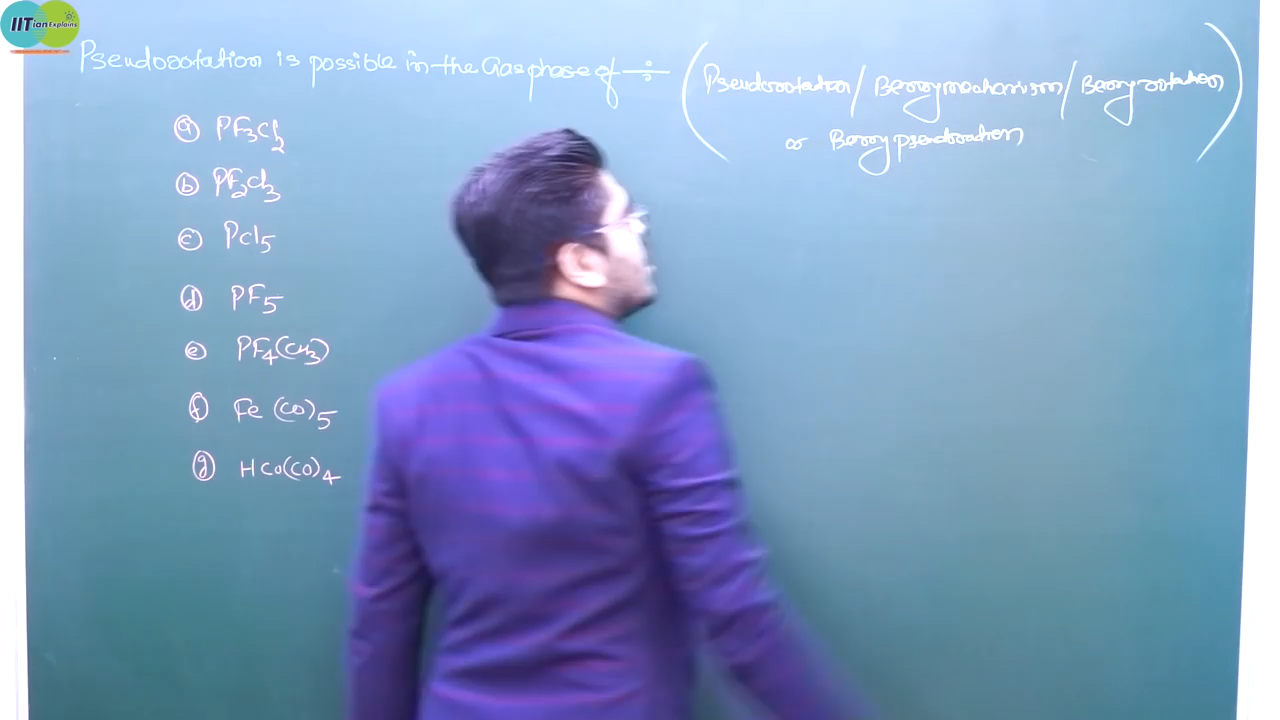 IITian Explains
Pseudorotation is possible in the Gas phase of ÷ (Pseudorotation / Berry mechanism / Berry rotation
or Berry pseudorotation)
ⓐ PF₃Cl₂
ⓑ PF₂Cl₃
ⓒ PCl₅
ⓓ PF₅
ⓔ PF₄(CH₃)
ⓕ Fe(CO)₅
ⓖ HCo(CO)₄